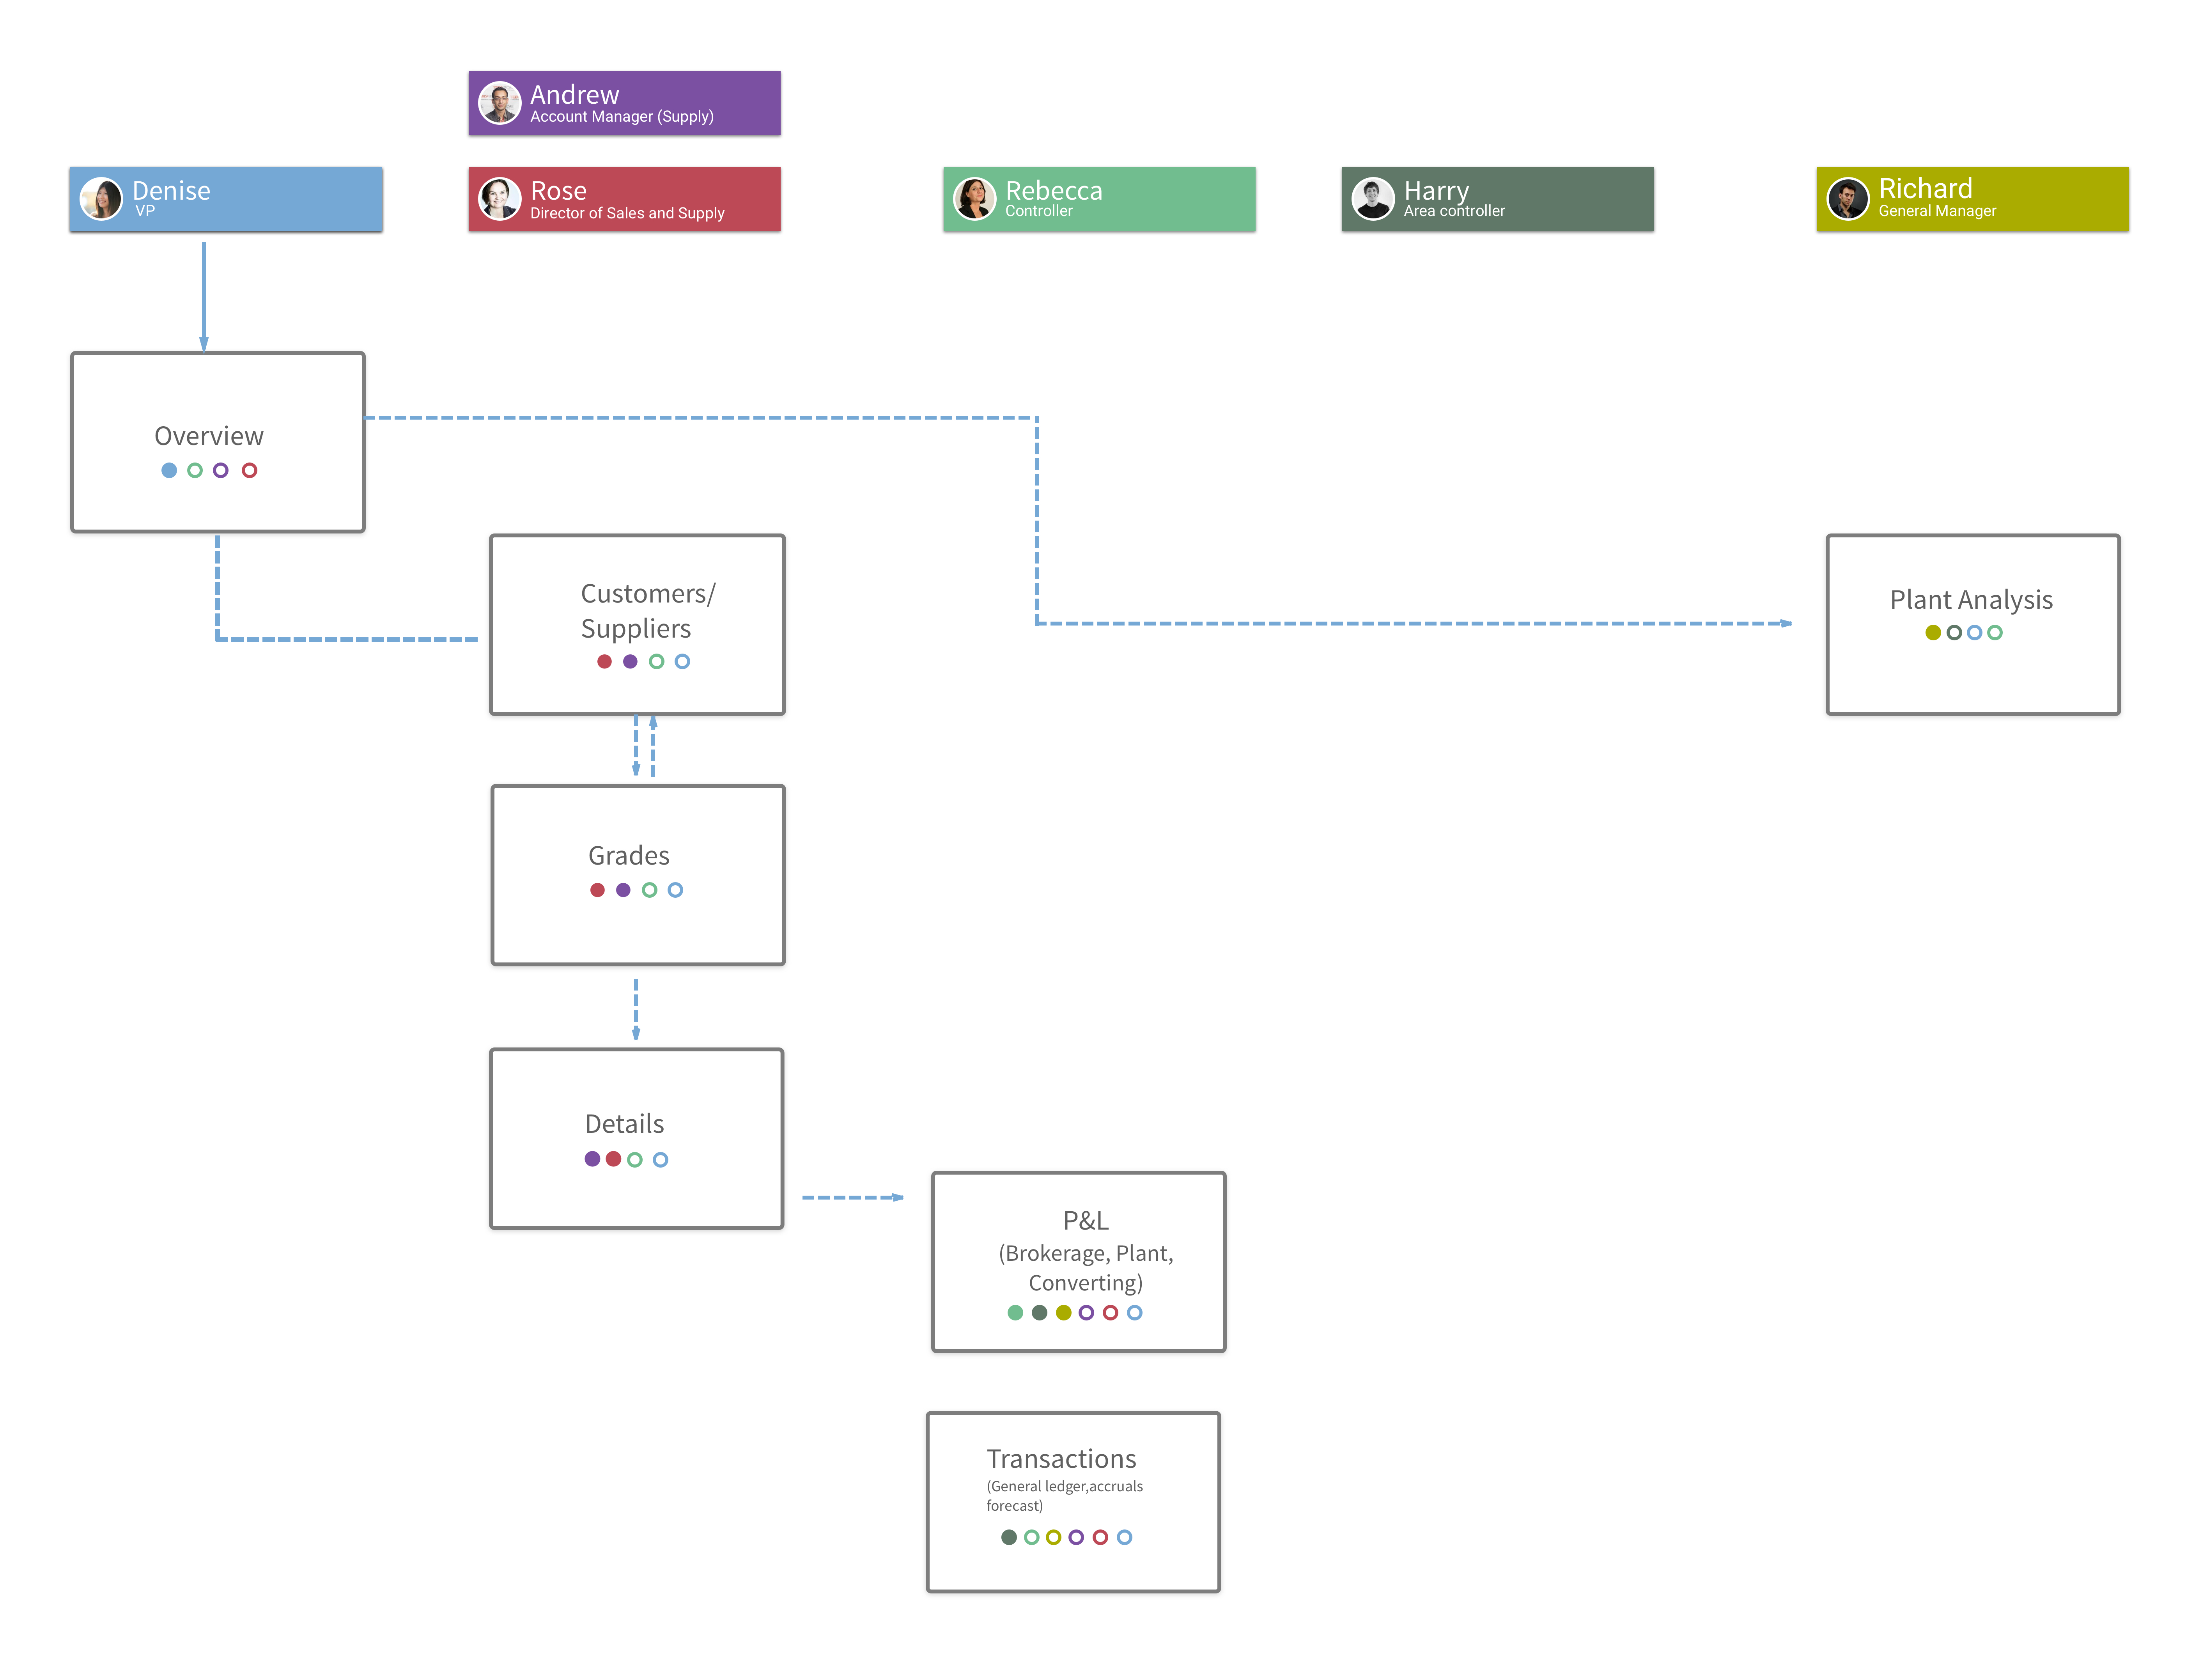 Andrew
Account Manager (Supply)
Denise
VP
Rose
Director of Sales and Supply
Rebecca
Controller
Harry
Area controller
Richard
General Manager
Overview
Customers/
Suppliers
Plant Analysis
Grades
Details
P&L
(Brokerage, Plant,
Converting)
Transactions
(General ledger,accruals
forecast)